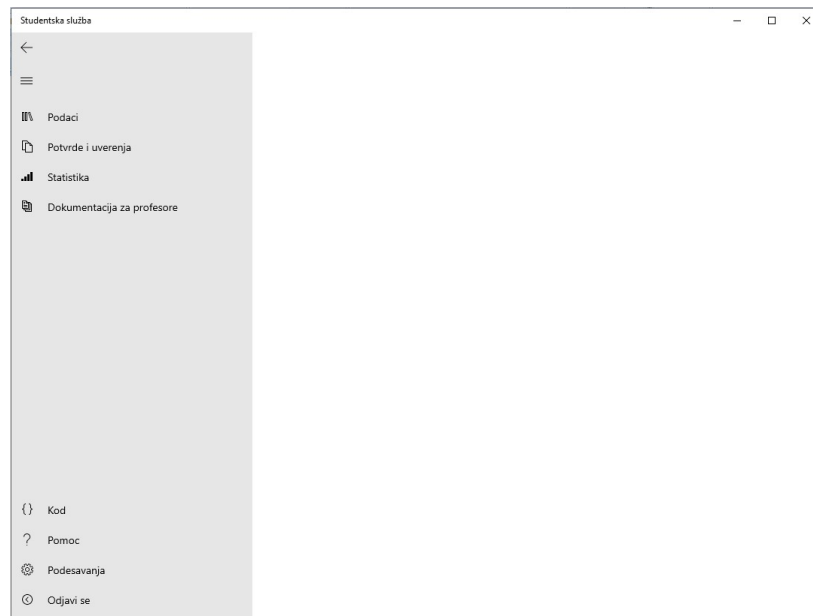 Studentska služba
Podaci
Potvrde i uverenja
Statistika
Dokumentacija za profesore
Kod
Pomoc
Podesavanja
Odjavi se